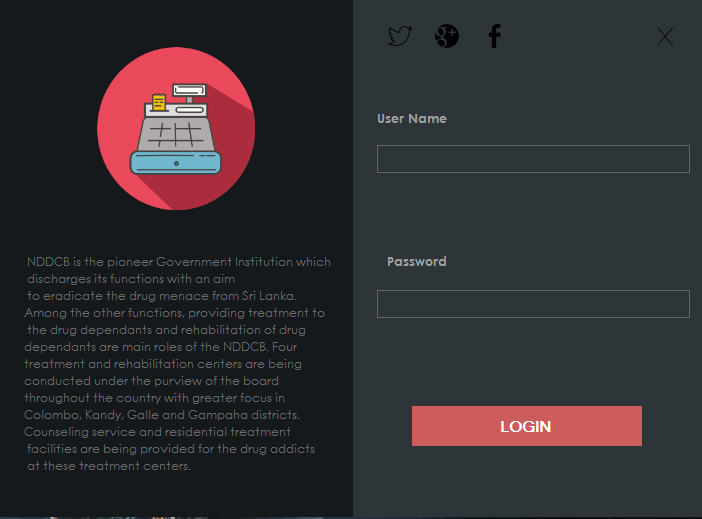 NDDCB is the pioneer Government Institution which
discharges its functions with an aim
to eradicate the drug menace from Sri Lanka.
Among the other functions, providing treatment to
the drug dependants and rehabilitation of drug
dependants are main roles of the NDDCB. Four
treatment and rehabilitation centers are being
conducted under the purview of the board
throughout the country with greater focus in
Colombo, Kandy, Galle and Gampaha districts.
Counseling service and residential treatment
facilities are being provided for the drug addicts
at these treatment centers.
User Name
Password
LOGIN